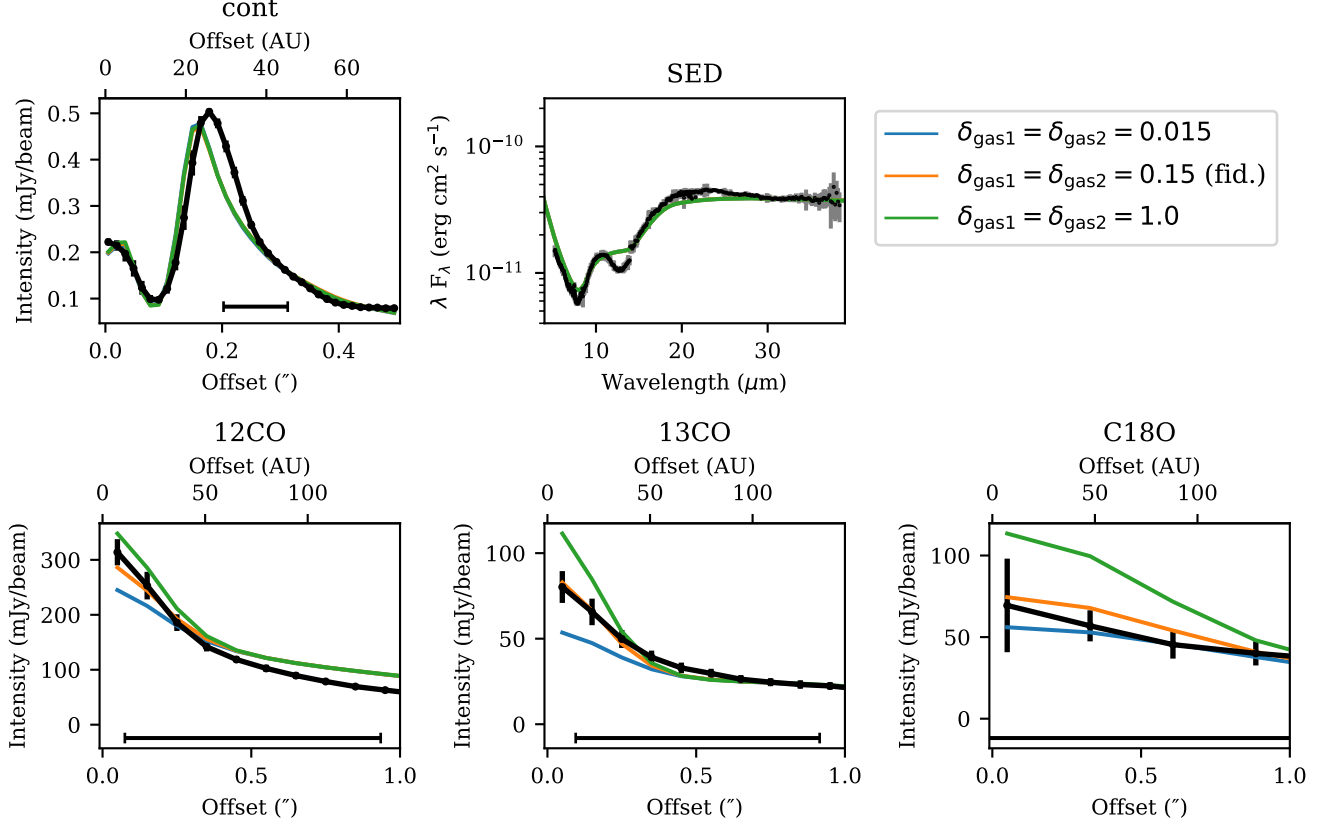 cont
Offset (AU)
0 20 40 60
0.5
0.4
0.3
0.2
0.1
Intensity (mJy/beam)
0.0 0.2 0.4
Offset (″)
SED
10⁻¹⁰
10⁻¹¹
λ F_λ (erg cm² s⁻¹)
10 20 30
Wavelength (μm)
δ_gas1 = δ_gas2 = 0.015
δ_gas1 = δ_gas2 = 0.15 (fid.)
δ_gas1 = δ_gas2 = 1.0
12CO
Offset (AU)
0 50 100
300
200
100
0
Intensity (mJy/beam)
0.0 0.5 1.0
Offset (″)
13CO
Offset (AU)
0 50 100
100
50
0
Intensity (mJy/beam)
0.0 0.5 1.0
Offset (″)
C18O
Offset (AU)
0 50 100
100
50
0
Intensity (mJy/beam)
0.0 0.5 1.0
Offset (″)